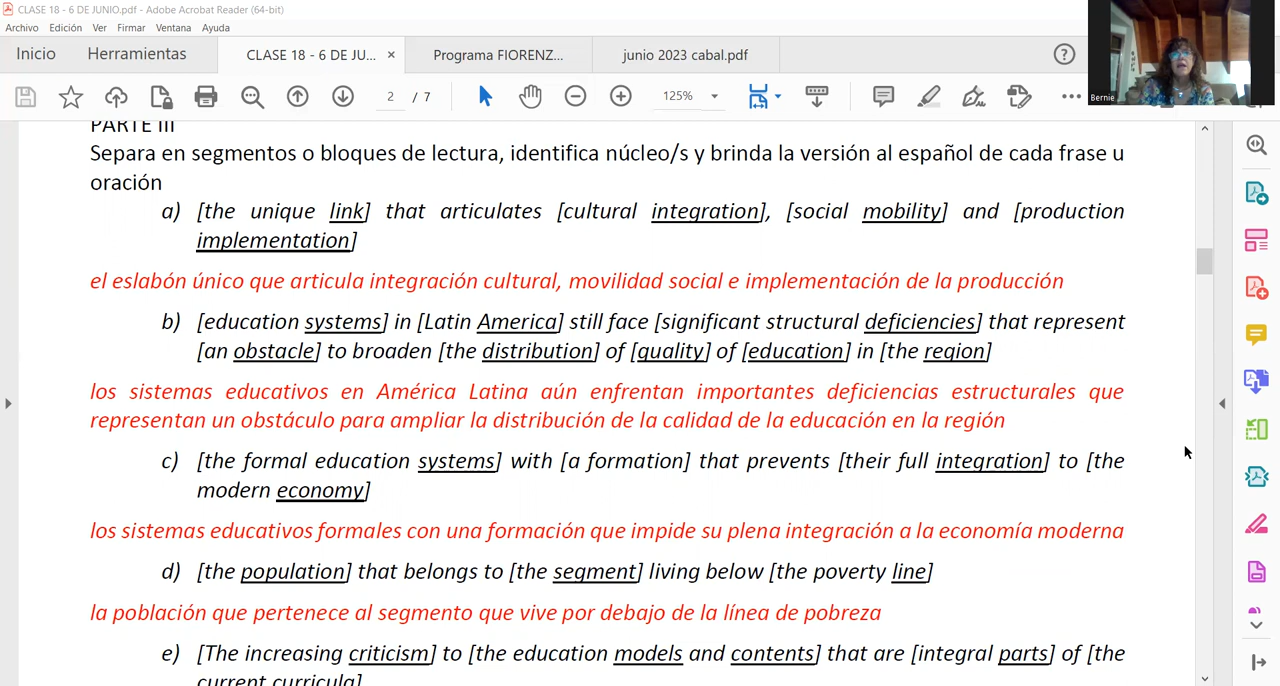 CLASE 18 - 6 DE JUNIO.pdf - Adobe Acrobat Reader (64-bit)
Archivo Edición Ver Firmar Ventana Ayuda
Inicio Herramientas CLASE 18 - 6 DE JU... × Programa FIORENZ... junio 2023 cabal.pdf
2 / 7 125%
Bernie
PARTE III
Separa en segmentos o bloques de lectura, identifica núcleo/s y brinda la versión al español de cada frase u
oración
a) [the unique link] that articulates [cultural integration], [social mobility] and [production
implementation]
el eslabón único que articula integración cultural, movilidad social e implementación de la producción
b) [education systems] in [Latin America] still face [significant structural deficiencies] that represent
[an obstacle] to broaden [the distribution] of [quality] of [education] in [the region]
los sistemas educativos en América Latina aún enfrentan importantes deficiencias estructurales que
representan un obstáculo para ampliar la distribución de la calidad de la educación en la región
c) [the formal education systems] with [a formation] that prevents [their full integration] to [the
modern economy]
los sistemas educativos formales con una formación que impide su plena integración a la economía moderna
d) [the population] that belongs to [the segment] living below [the poverty line]
la población que pertenece al segmento que vive por debajo de la línea de pobreza
e) [The increasing criticism] to [the education models and contents] that are [integral parts] of [the
current curricula]